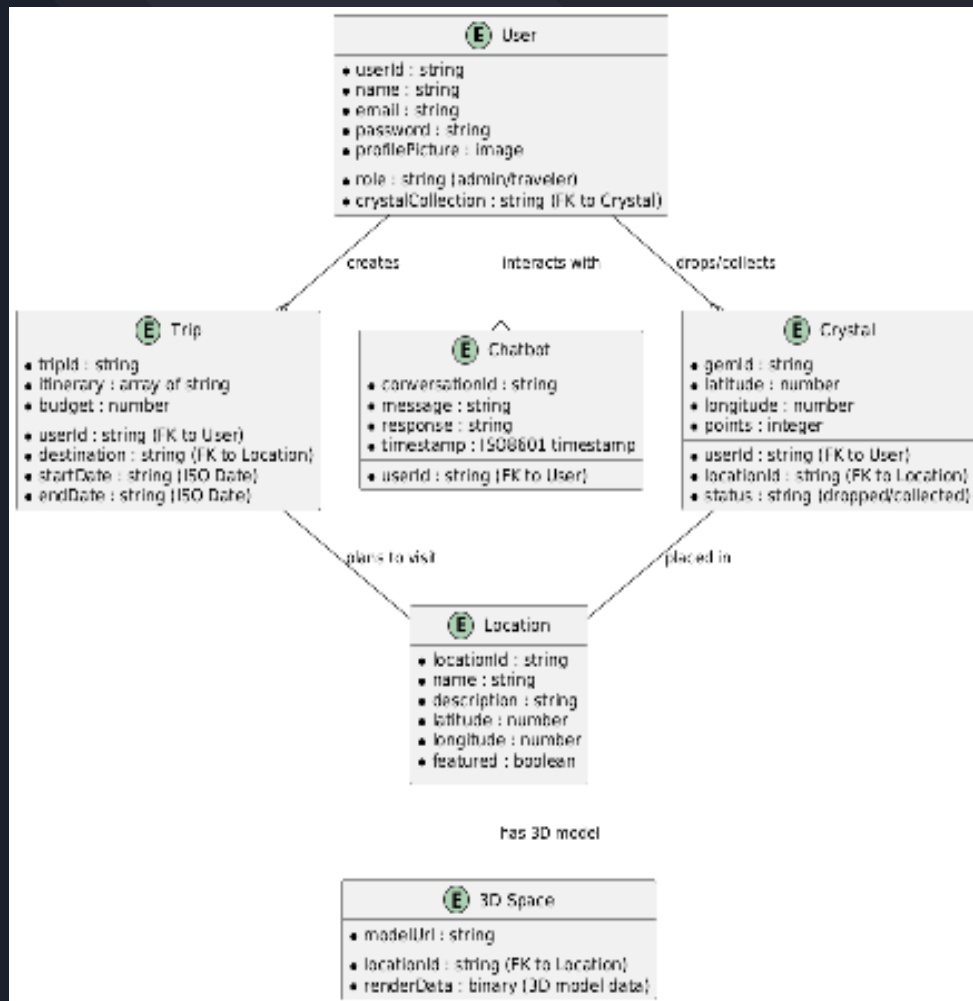 E User
userId : string
name : string
email : string
password : string
profilePicture : image
role : string (admin/traveler)
crystalCollection : string (FK to Crystal)
creates
interacts with
drops/collects
E Trip
tripId : string
itinerary : array of string
budget : number
userId : string (FK to User)
destination : string (FK to Location)
startDate : string (ISO Date)
endDate : string (ISO Date)
E Chatbot
conversationId : string
message : string
response : string
timestamp : ISO8601 timestamp
userId : string (FK to User)
E Crystal
gemId : string
latitude : number
longitude : number
points : integer
userId : string (FK to User)
locationId : string (FK to Location)
status : string (dropped/collected)
plans to visit
placed in
E Location
locationId : string
name : string
description : string
latitude : number
longitude : number
featured : boolean
has 3D model
E 3D Space
modelUrl : string
locationId : string (FK to Location)
renderData : binary (3D model data)